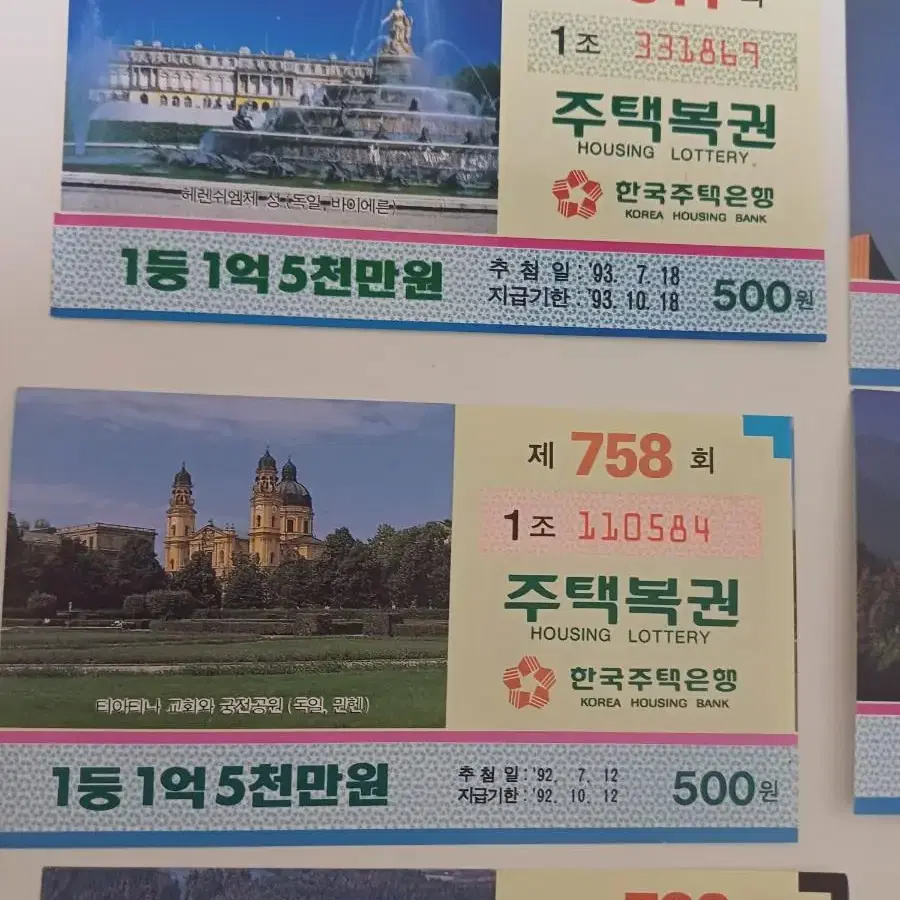 회
1조 331869
주택복권
HOUSING LOTTERY
한국주택은행
KOREA HOUSING BANK
헤렌쉬엠제 성 (독일, 바이에른)
1등 1억 5천만원
추첨일 : '93. 7. 18
지급기한 : '93. 10. 18
500원
제 758 회
1조 110584
주택복권
HOUSING LOTTERY
한국주택은행
KOREA HOUSING BANK
티아티나 교회와 궁전공원 (독일, 뮌헨)
1등 1억 5천만원
추첨일 : '92. 7. 12
지급기한 : '92. 10. 12
500원